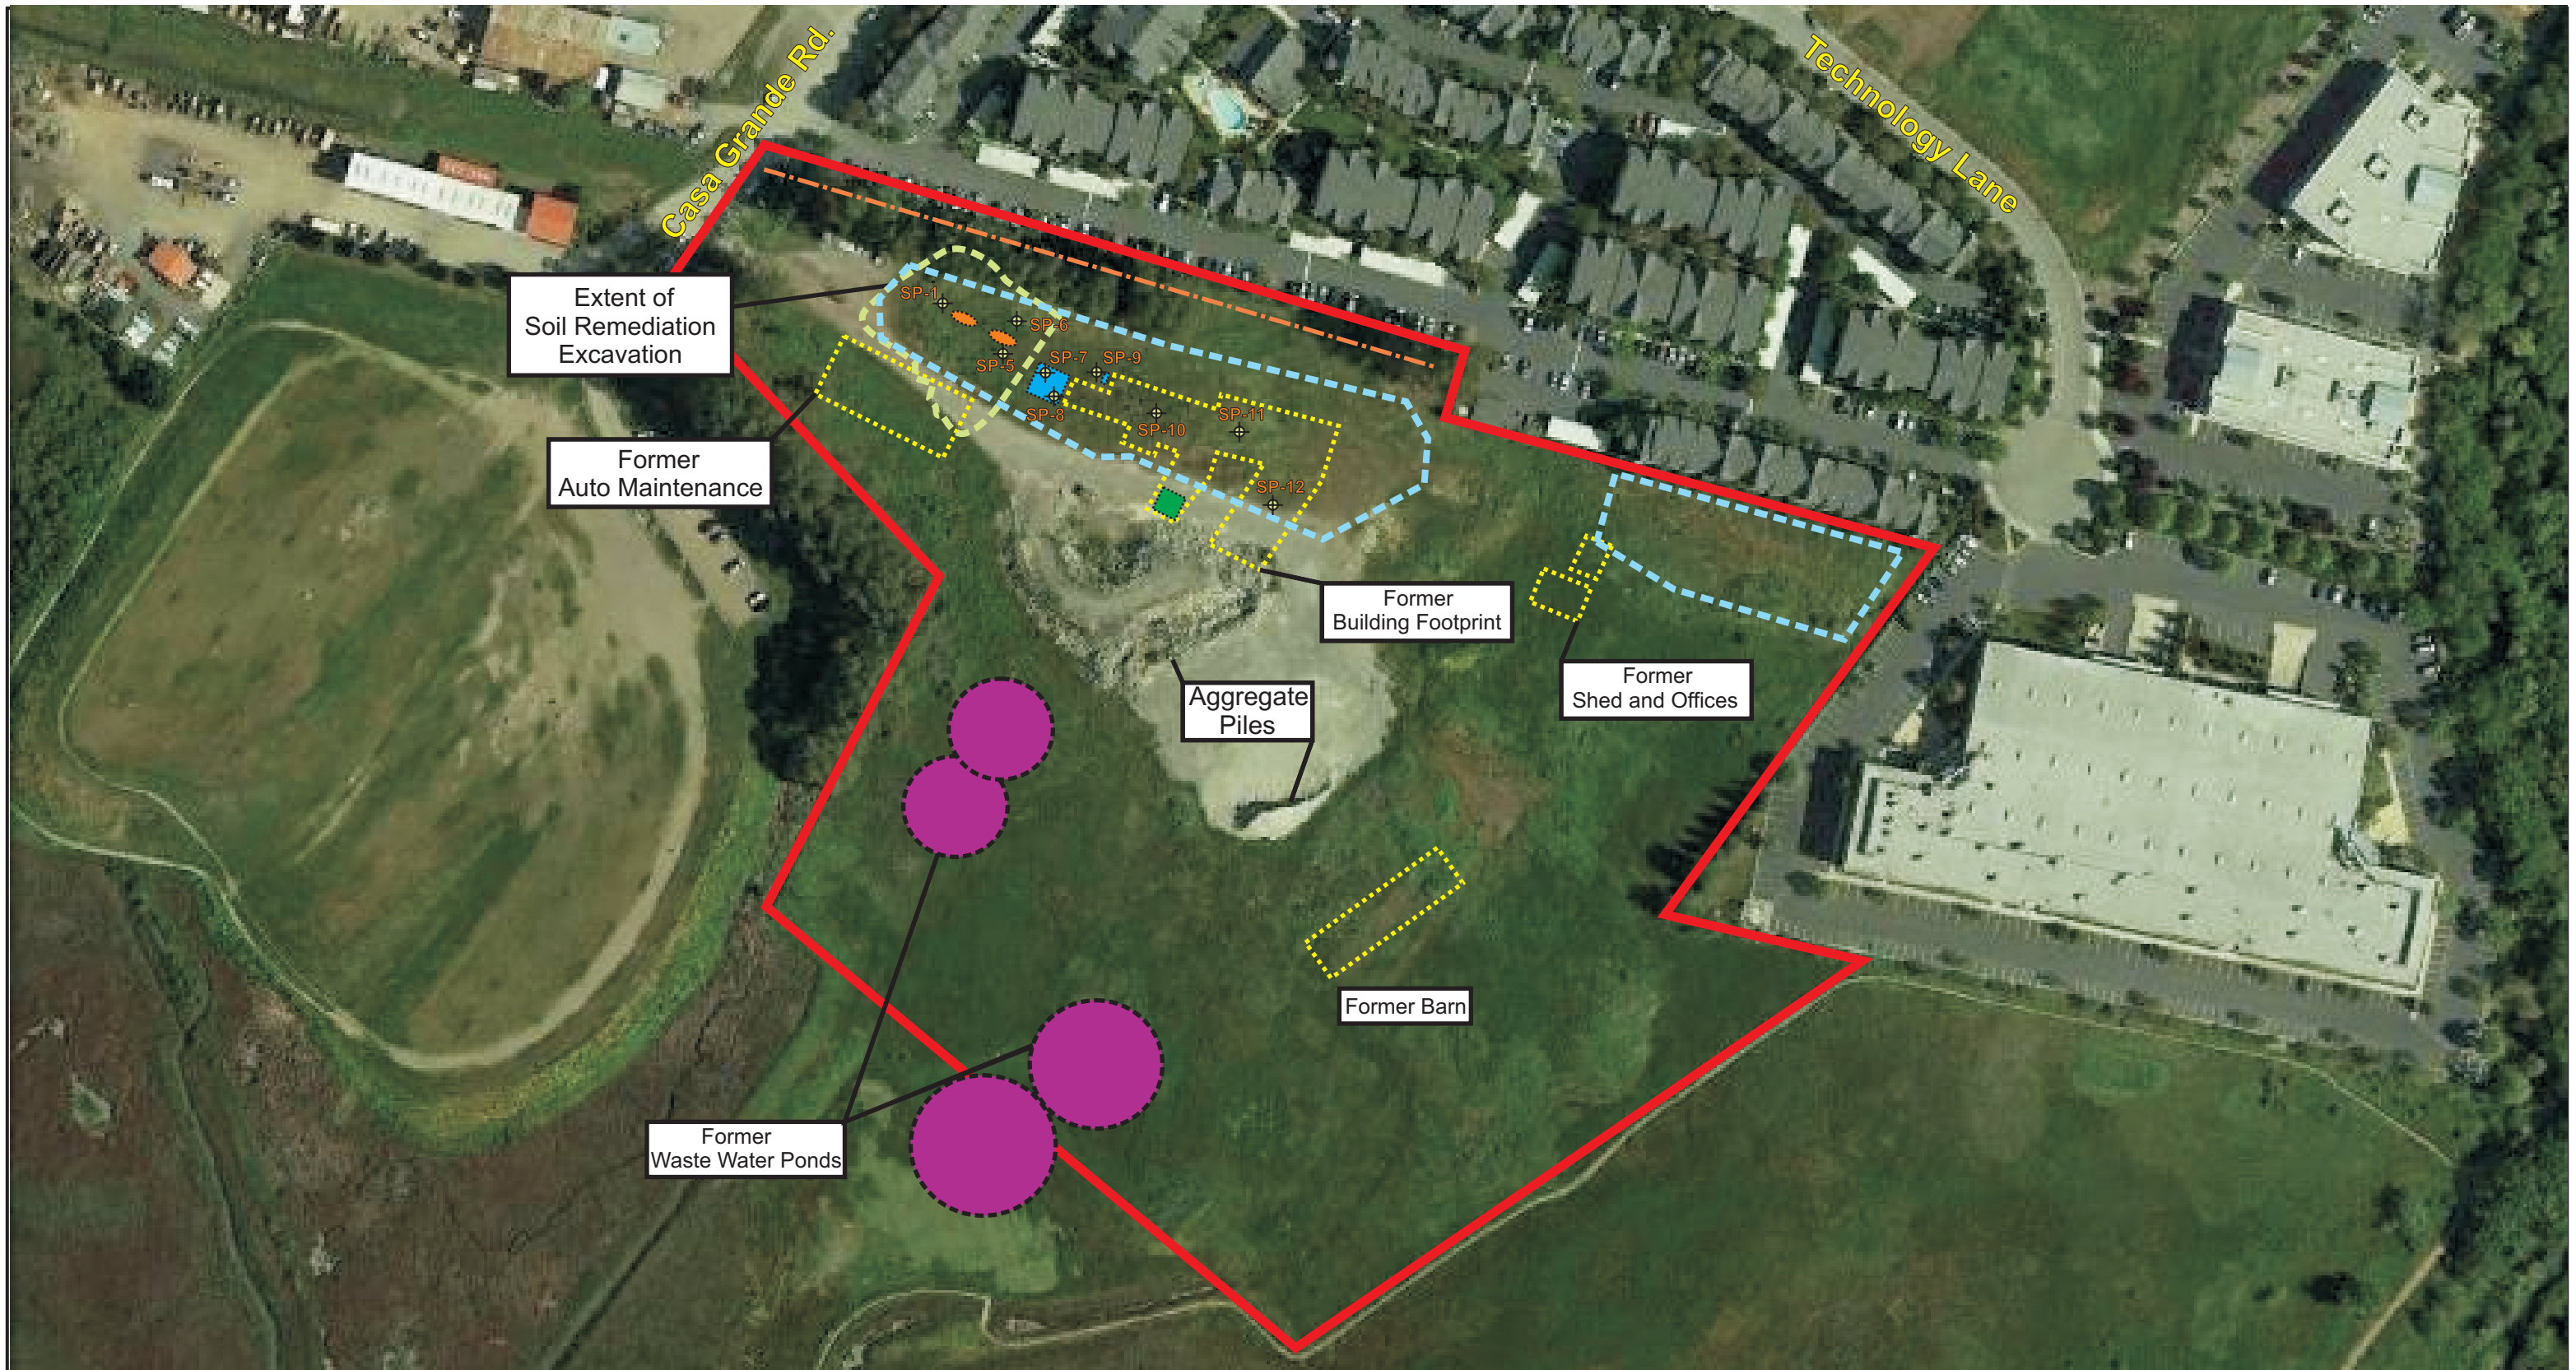 Casa Grande Rd.
Technology Lane
Extent of
Soil Remediation
Excavation
SP-1
SP-6
SP-5
SP-7
SP-9
SP-8
SP-10
SP-11
SP-12
Former
Auto Maintenance
Former
Building Footprint
Former
Shed and Offices
Aggregate
Piles
Former Barn
Former
Waste Water Ponds